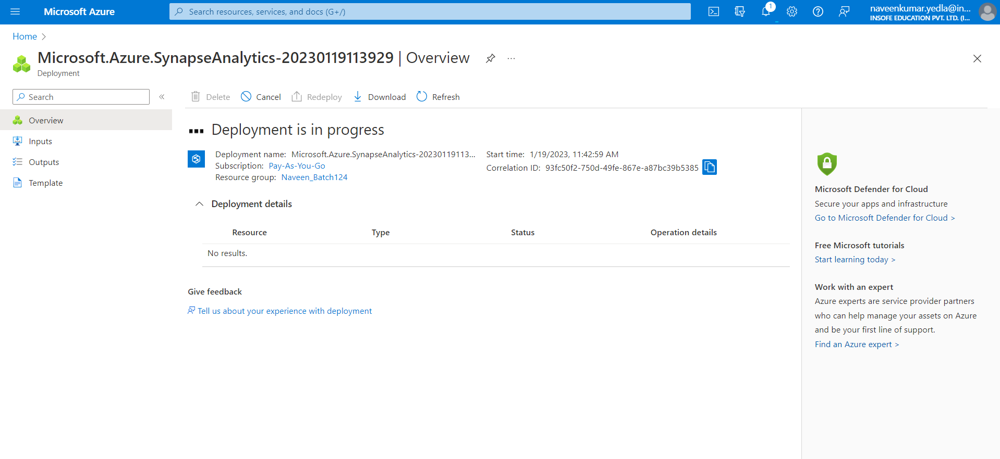 Microsoft Azure
Search resources, services, and docs (G+/)
1
naveenkumar.yedla@in...
INSOFE EDUCATION PVT. LTD. (I...
Home
Microsoft.Azure.SynapseAnalytics-20230119113929 | Overview
...
Deployment
Search
«
Delete
Cancel
Redeploy
Download
Refresh
Overview
Inputs
Outputs
Template
Deployment is in progress
Deployment name: Microsoft.Azure.SynapseAnalytics-20230119113...
Subscription: Pay-As-You-Go
Resource group: Naveen_Batch124
Start time: 1/19/2023, 11:42:59 AM
Correlation ID: 93fc50f2-750d-49fe-867e-a87bc39b5385
Deployment details
Resource Type Status Operation details
No results.
Give feedback
Tell us about your experience with deployment
Microsoft Defender for Cloud
Secure your apps and infrastructure
Go to Microsoft Defender for Cloud >
Free Microsoft tutorials
Start learning today >
Work with an expert
Azure experts are service provider partners
who can help manage your assets on Azure
and be your first line of support.
Find an Azure expert >